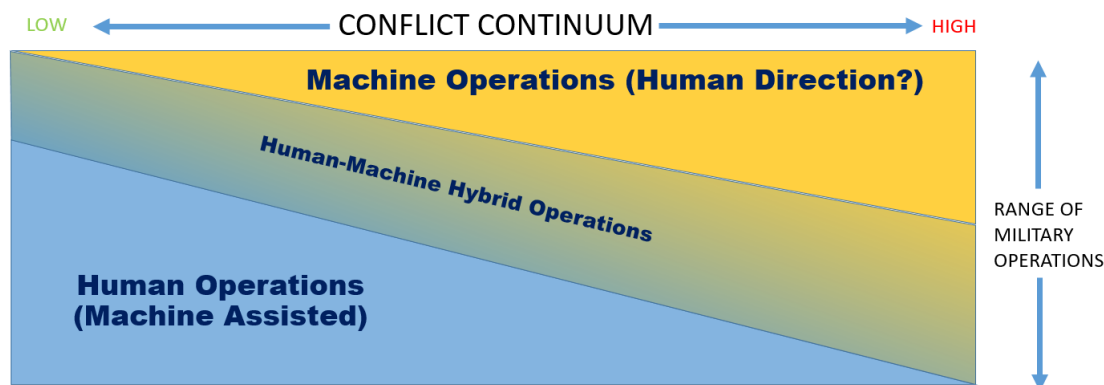 LOW CONFLICT CONTINUUM HIGH
Machine Operations (Human Direction?)
Human-Machine Hybrid Operations
Human Operations
(Machine Assisted)
RANGE OF
MILITARY
OPERATIONS